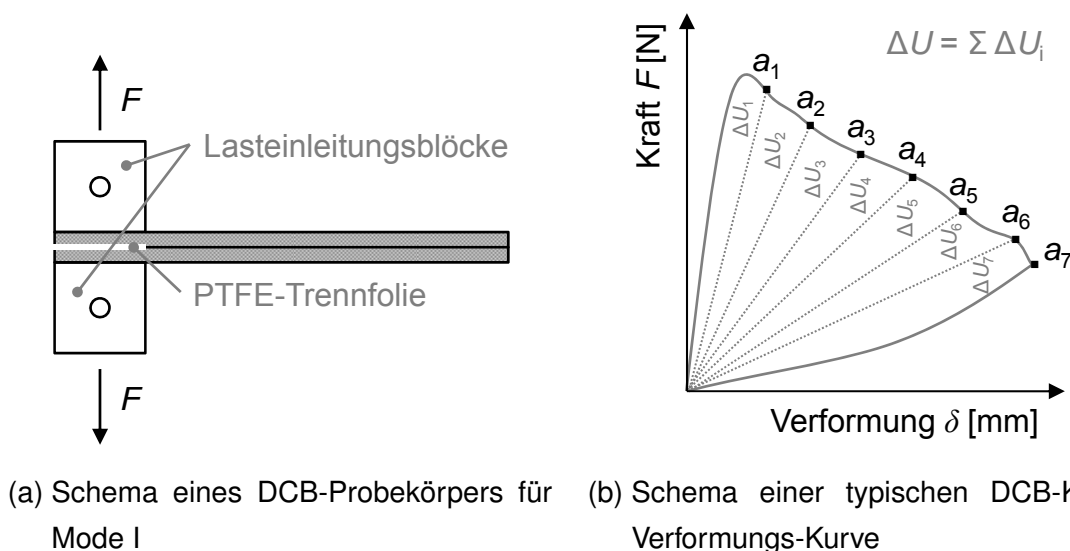 F
Lasteinleitungsblöcke
PTFE-Trennfolie
F
(a) Schema eines DCB-Probekörpers für
Mode I
Kraft F [N]
ΔU = Σ ΔUi
a1
a2
a3
a4
a5
a6
a7
ΔU1
ΔU2
ΔU3
ΔU4
ΔU5
ΔU6
ΔU7
Verformung δ [mm]
(b) Schema einer typischen DCB-K
Verformungs-Kurve